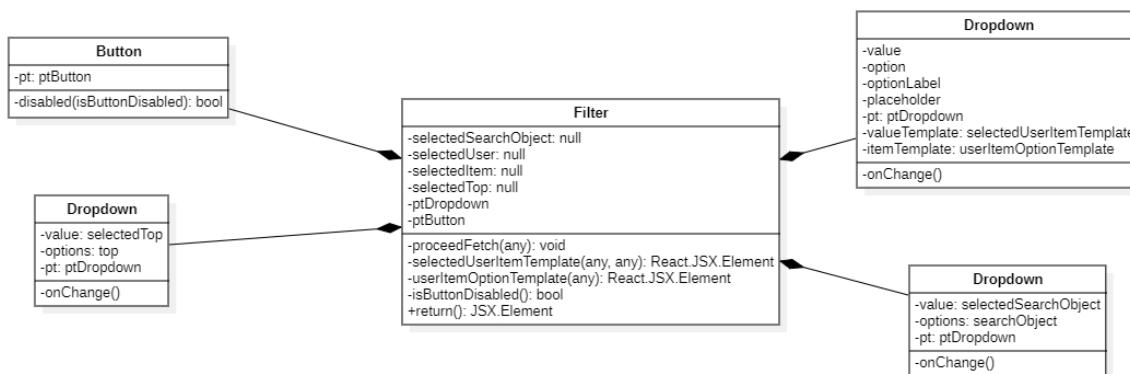 Button
-pt: ptButton
-disabled(isButtonDisabled): bool
Dropdown
-value: selectedTop
-options: top
-pt: ptDropdown
-onChange()
Filter
-selectedSearchObject: null
-selectedUser: null
-selectedItem: null
-selectedTop: null
-ptDropdown
-ptButton
-proceedFetch(any): void
-selectedUserItemTemplate(any, any): React.JSX.Element
-userItemOptionTemplate(any): React.JSX.Element
-isButtonDisabled(): bool
+return(): JSX.Element
Dropdown
-value
-option
-optionLabel
-placeholder
-pt: ptDropdown
-valueTemplate: selectedUserItemTemplate
-itemTemplate: userItemOptionTemplate
-onChange()
Dropdown
-value: selectedSearchObject
-options: searchObject
-pt: ptDropdown
-onChange()